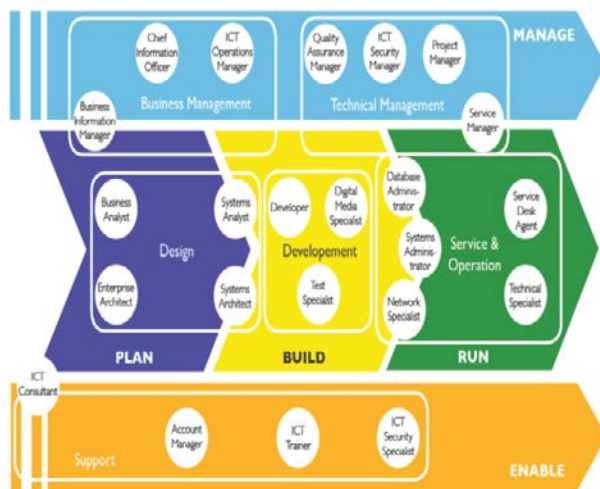 Chief
Information
Officer
ICT
Operations
Manager
Quality
Assurance
Manager
ICT
Security
Manager
Project
Manager
MANAGE
Business Management
Technical Management
Business
Information
Manager
Service
Manager
Business
Analyst
Systems
Analyst
Developer
Digital
Media
Specialist
Database
Adminis-
trator
Service
Desk
Agent
Design
Developement
Systems
Adminis-
trator
Service &
Operation
Enterprise
Architect
Systems
Architect
Test
Specialist
Network
Specialist
Technical
Specialist
PLAN
BUILD
RUN
ICT
Consultant
Account
Manager
ICT
Trainer
ICT
Security
Specialist
Support
ENABLE